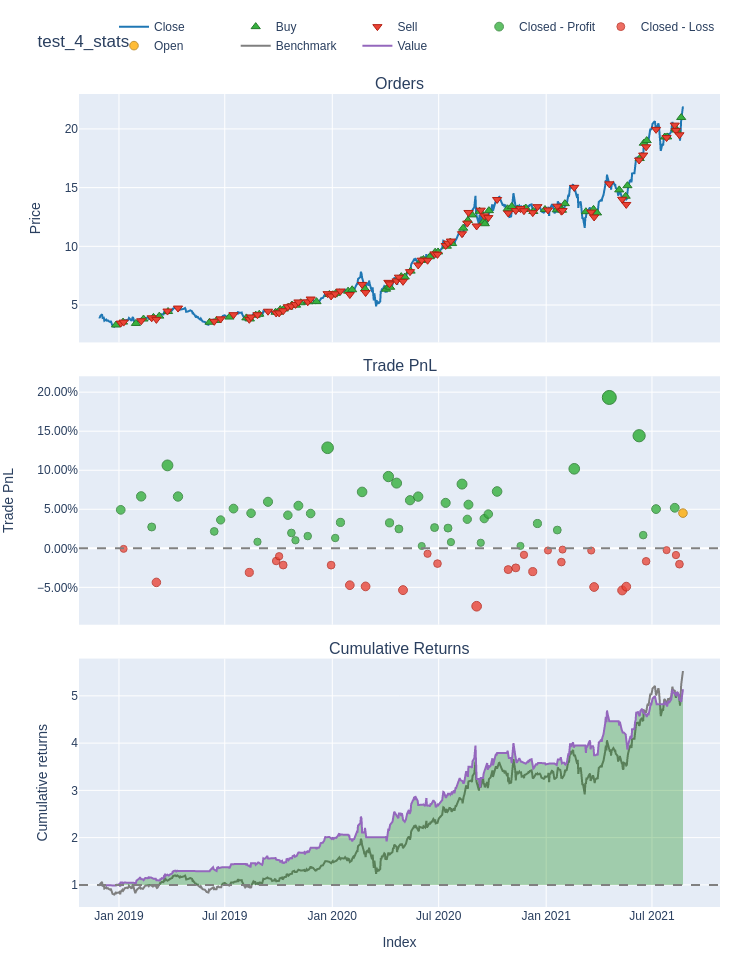 test_4_stats
Close
Buy
Sell
Closed - Profit
Closed - Loss
Open
Benchmark
Value
Orders
Price
20
15
10
5
Trade PnL
Trade PnL
20.00%
15.00%
10.00%
5.00%
0.00%
−5.00%
Cumulative Returns
Cumulative returns
5
4
3
2
1
Jan 2019
Jul 2019
Jan 2020
Jul 2020
Jan 2021
Jul 2021
Index